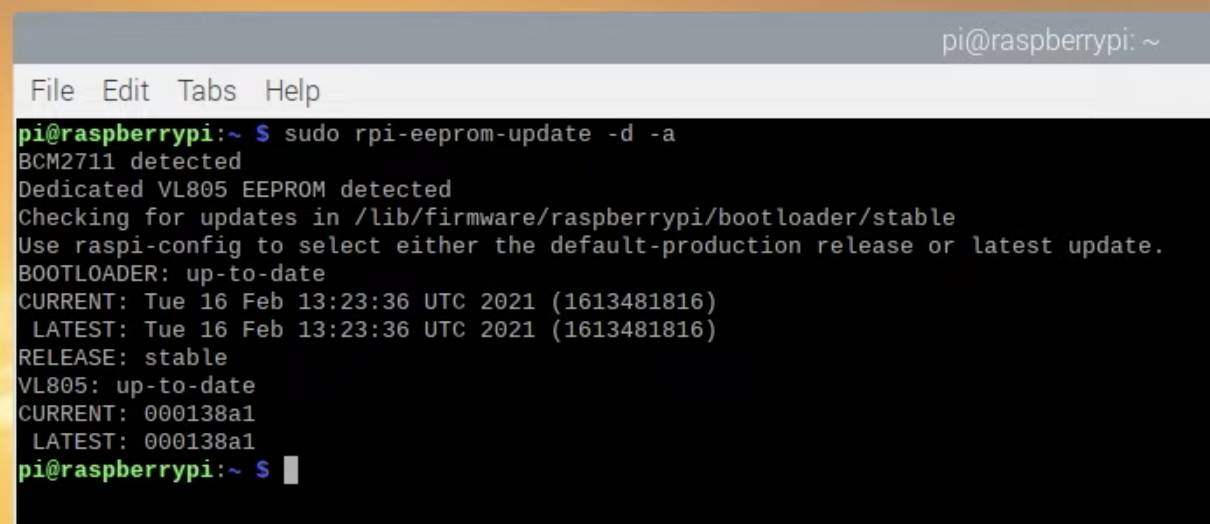 pi@raspberrypi: ~
File Edit Tabs Help
pi@raspberrypi:~ $ sudo rpi-eeprom-update -d -a
BCM2711 detected
Dedicated VL805 EEPROM detected
Checking for updates in /lib/firmware/raspberrypi/bootloader/stable
Use raspi-config to select either the default-production release or latest update.
BOOTLOADER: up-to-date
CURRENT: Tue 16 Feb 13:23:36 UTC 2021 (1613481816)
 LATEST: Tue 16 Feb 13:23:36 UTC 2021 (1613481816)
RELEASE: stable
VL805: up-to-date
CURRENT: 000138a1
 LATEST: 000138a1
pi@raspberrypi:~ $